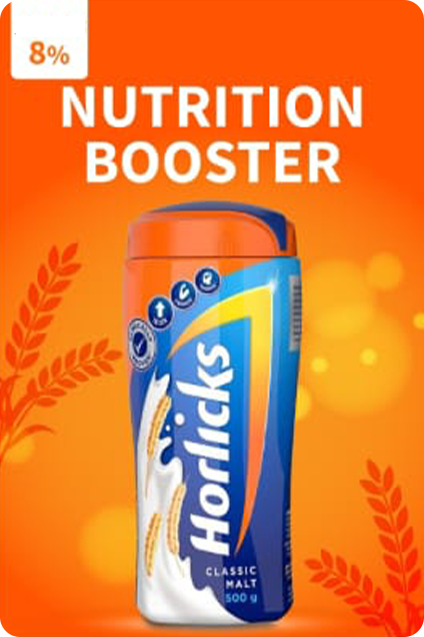 8%
NUTRITION
BOOSTER
Horlicks
CLASSIC
MALT
500 g